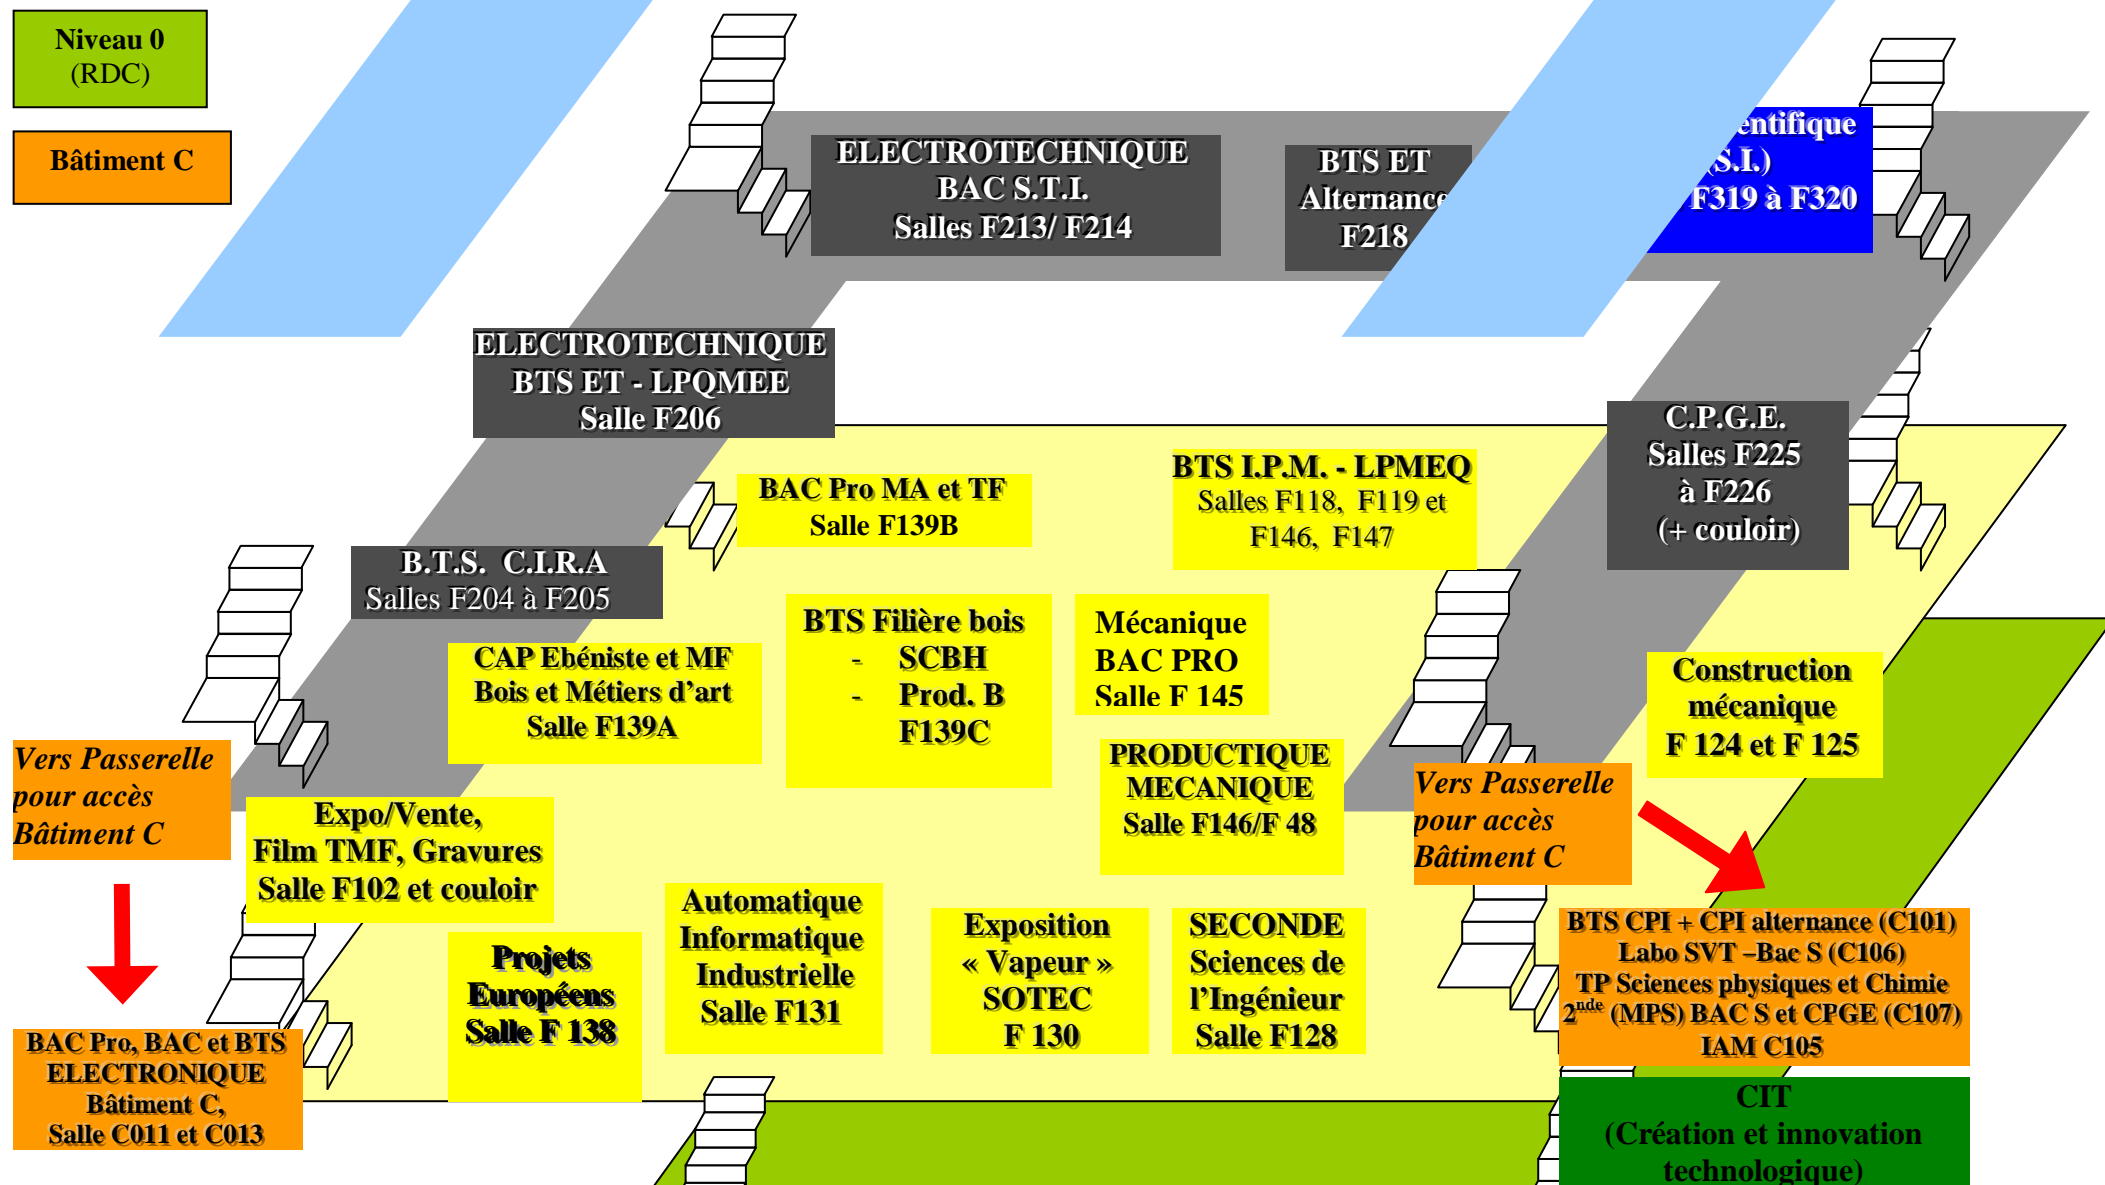 Niveau 0
(RDC)
Bâtiment C
ELECTROTECHNIQUE
BAC S.T.I.
Salles F213/ F214
BTS ET
Alternance
F218
(S.I.)
F319 à F320
ELECTROTECHNIQUE
BTS ET - LPQMEE
Salle F206
C.P.G.E.
Salles F225
à F226
(+ couloir)
BAC Pro MA et TF
Salle F139B
BTS I.P.M. - LPMEQ
Salles F118, F119 et
F146, F147
B.T.S. C.I.R.A
Salles F204 à F205
CAP Ebéniste et MF
Bois et Métiers d’art
Salle F139A
BTS Filière bois
- SCBH
- Prod. B
F139C
Mécanique
BAC PRO
Salle F 145
Construction
mécanique
F 124 et F 125
PRODUCTIQUE
MECANIQUE
Salle F146/F 48
Vers Passerelle
pour accès
Bâtiment C
Vers Passerelle
pour accès
Bâtiment C
Expo/Vente,
Film TMF, Gravures
Salle F102 et couloir
Projets
Européens
Salle F 138
Automatique
Informatique
Industrielle
Salle F131
Exposition
« Vapeur »
SOTEC
F 130
SECONDE
Sciences de
l’Ingénieur
Salle F128
BTS CPI + CPI alternance (C101)
Labo SVT –Bac S (C106)
TP Sciences physiques et Chimie
2nde (MPS) BAC S et CPGE (C107)
IAM C105
BAC Pro, BAC et BTS
ELECTRONIQUE
Bâtiment C,
Salle C011 et C013
CIT
(Création et innovation
technologique)